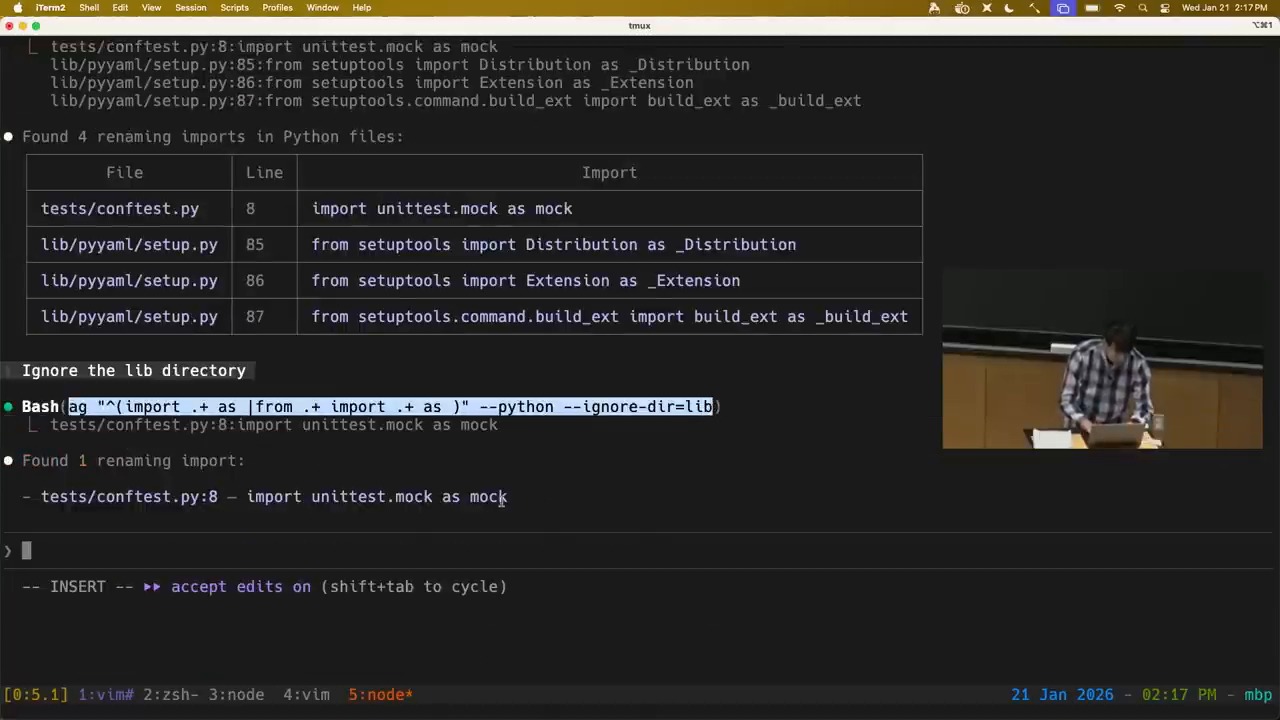 iTerm2 Shell Edit View Session Scripts Profiles Window Help Wed Jan 21 2:17 PM
tmux ⌥⌘1
tests/conftest.py:8:import unittest.mock as mock
lib/pyyaml/setup.py:85:from setuptools import Distribution as _Distribution
lib/pyyaml/setup.py:86:from setuptools import Extension as _Extension
lib/pyyaml/setup.py:87:from setuptools.command.build_ext import build_ext as _build_ext
Found 4 renaming imports in Python files:
File Line Import
tests/conftest.py 8 import unittest.mock as mock
lib/pyyaml/setup.py 85 from setuptools import Distribution as _Distribution
lib/pyyaml/setup.py 86 from setuptools import Extension as _Extension
lib/pyyaml/setup.py 87 from setuptools.command.build_ext import build_ext as _build_ext
Ignore the lib directory
Bash(ag "^(import .+ as |from .+ import .+ as )" --python --ignore-dir=lib)
tests/conftest.py:8:import unittest.mock as mock
Found 1 renaming import:
- tests/conftest.py:8 — import unittest.mock as mock
❯
-- INSERT -- ⏵⏵ accept edits on (shift+tab to cycle)
[0:5.1] 1:vim# 2:zsh- 3:node 4:vim 5:node* 21 Jan 2026 - 02:17 PM - mbp